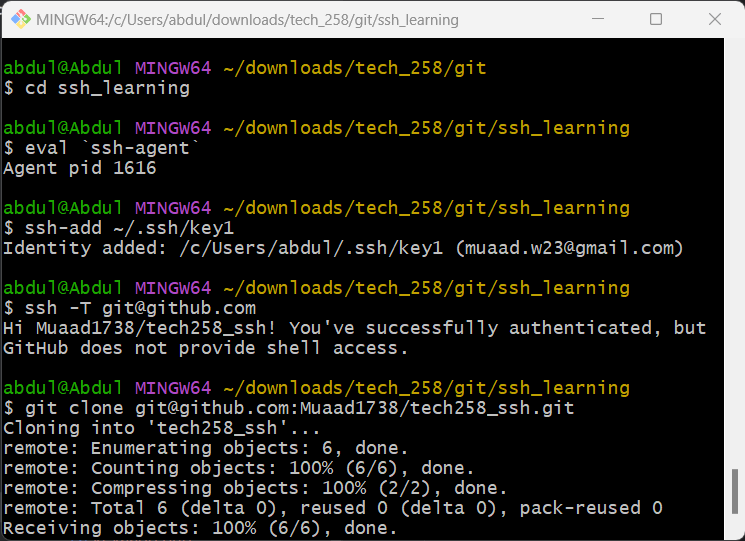 MINGW64:/c/Users/abdul/downloads/tech_258/git/ssh_learning
abdul@Abdul MINGW64 ~/downloads/tech_258/git
$ cd ssh_learning
abdul@Abdul MINGW64 ~/downloads/tech_258/git/ssh_learning
$ eval `ssh-agent`
Agent pid 1616
abdul@Abdul MINGW64 ~/downloads/tech_258/git/ssh_learning
$ ssh-add ~/.ssh/key1
Identity added: /c/Users/abdul/.ssh/key1 (muaad.w23@gmail.com)
abdul@Abdul MINGW64 ~/downloads/tech_258/git/ssh_learning
$ ssh -T git@github.com
Hi Muaad1738/tech258_ssh! You've successfully authenticated, but
GitHub does not provide shell access.
abdul@Abdul MINGW64 ~/downloads/tech_258/git/ssh_learning
$ git clone git@github.com:Muaad1738/tech258_ssh.git
Cloning into 'tech258_ssh'...
remote: Enumerating objects: 6, done.
remote: Counting objects: 100% (6/6), done.
remote: Compressing objects: 100% (2/2), done.
remote: Total 6 (delta 0), reused 0 (delta 0), pack-reused 0
Receiving objects: 100% (6/6), done.